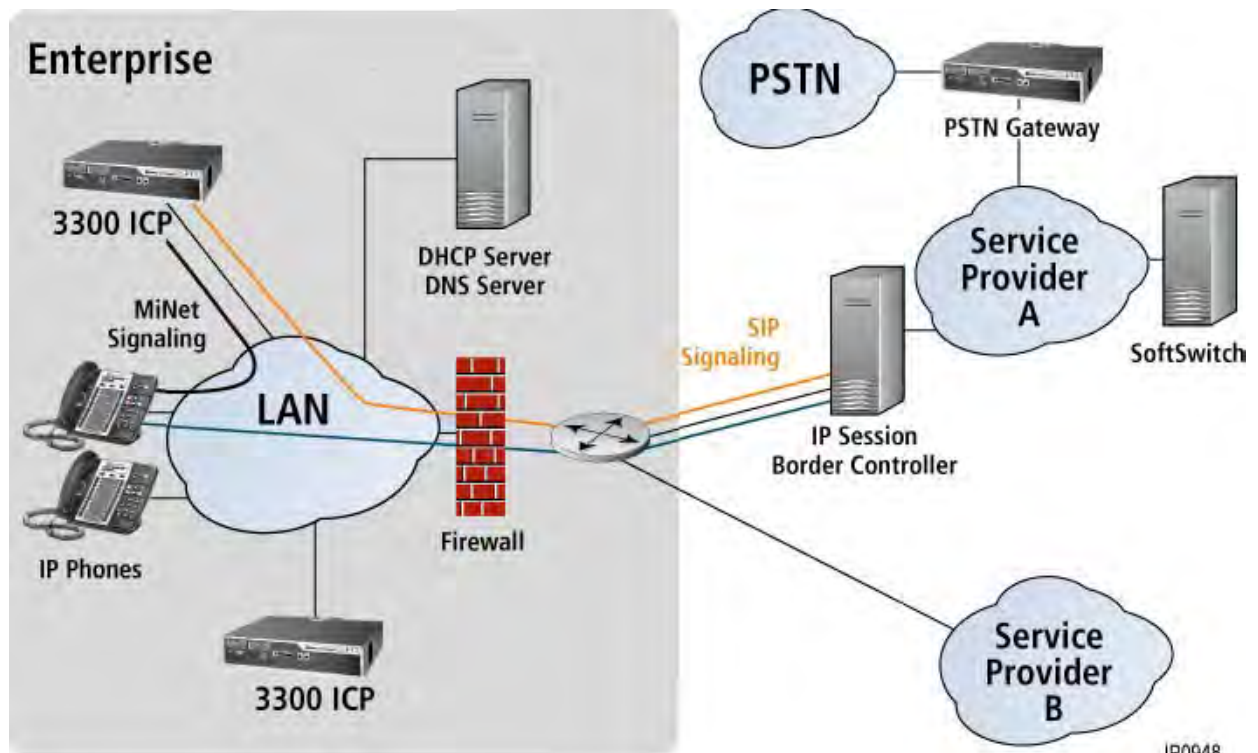 Enterprise
3300 ICP
MiNet
Signaling
DHCP Server
DNS Server
LAN
IP Phones
Firewall
3300 ICP
PSTN
PSTN Gateway
Service
Provider
A
SoftSwitch
SIP
Signaling
IP Session
Border Controller
Service
Provider
B
IP0948